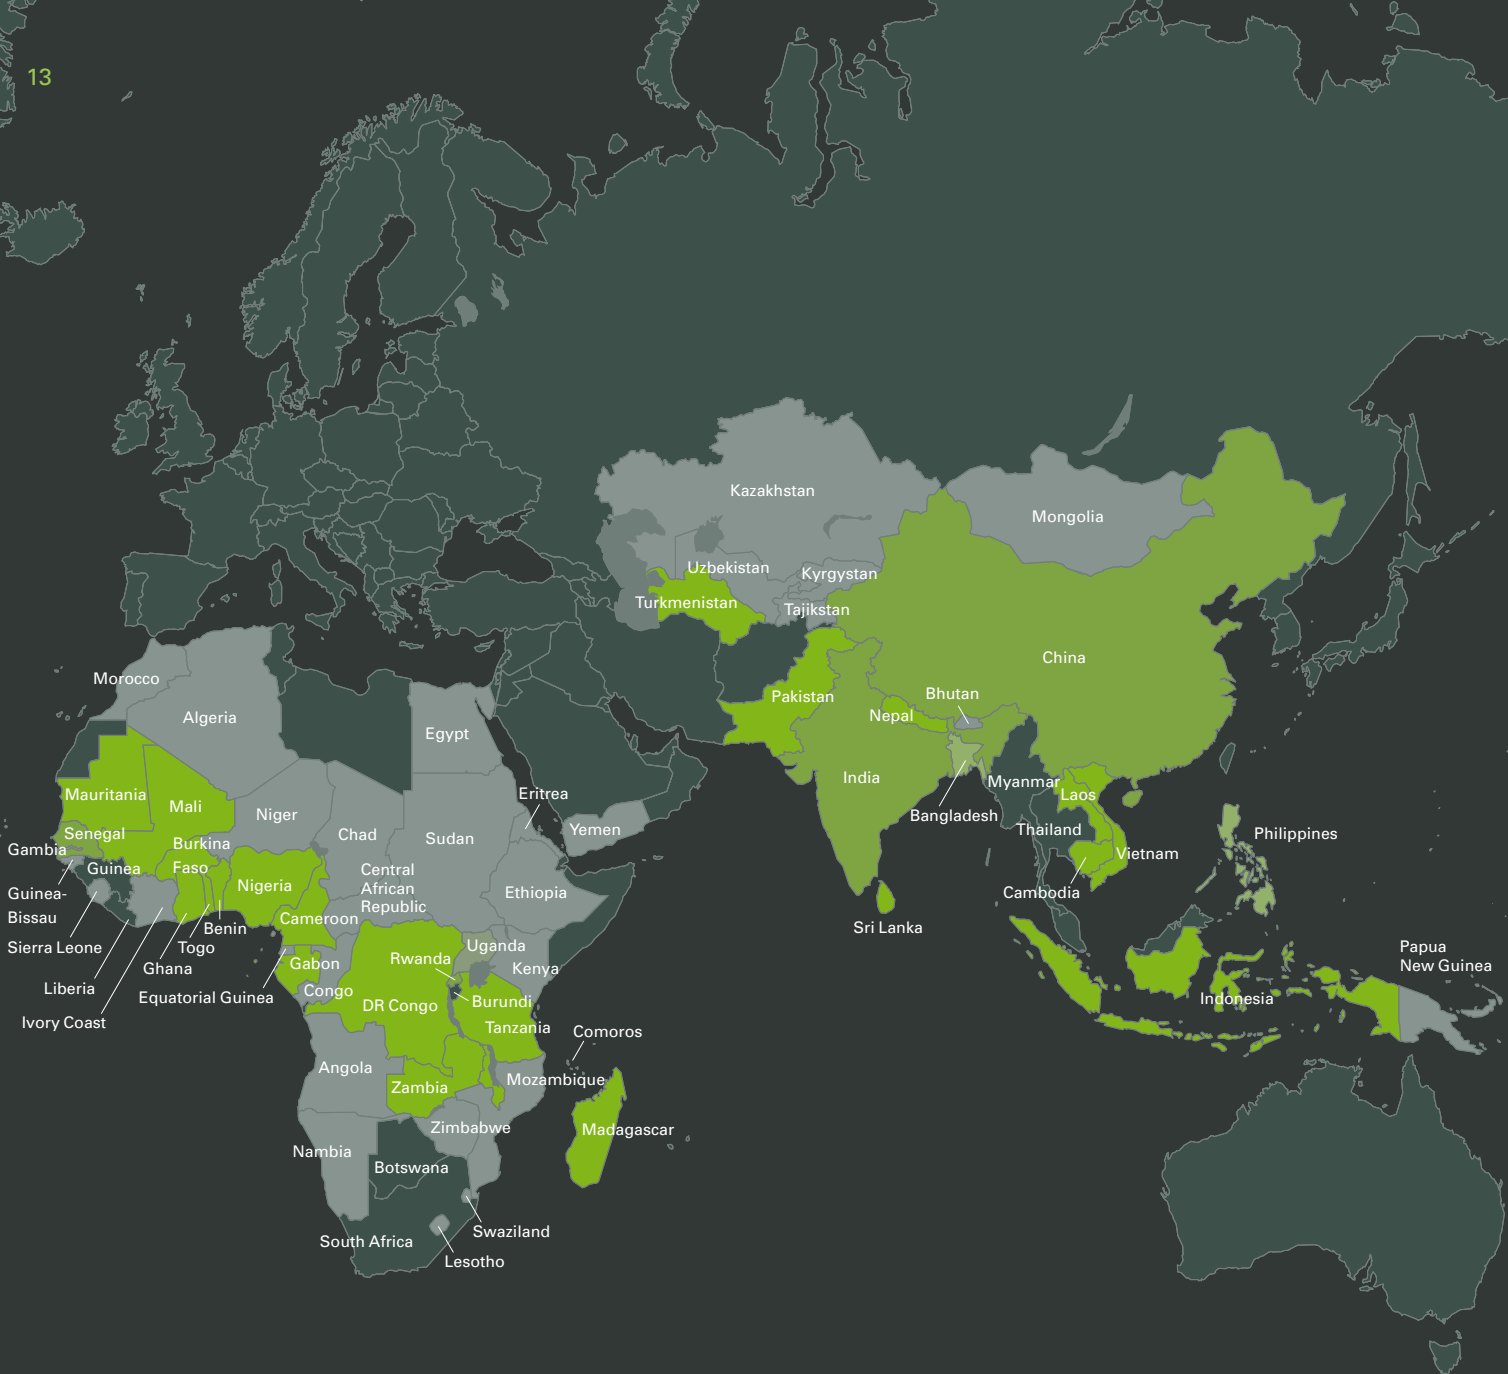 13
Kazakhstan
Mongolia
Uzbekistan
Kyrgystan
Turkmenistan
Tajikstan
China
Morocco
Pakistan
Bhutan
Algeria
Nepal
Egypt
India
Myanmar
Mauritania
Mali
Eritrea
Laos
Niger
Bangladesh
Senegal
Chad
Sudan
Yemen
Thailand
Philippines
Gambia
Burkina
Faso
Vietnam
Guinea
Central
African
Republic
Nigeria
Ethiopia
Cambodia
Guinea-
Bissau
Cameroon
Benin
Sri Lanka
Sierra Leone
Togo
Uganda
Papua
New Guinea
Ghana
Gabon
Rwanda
Kenya
Liberia
Equatorial Guinea
Congo
DR Congo
Burundi
Indonesia
Ivory Coast
Tanzania
Comoros
Angola
Mozambique
Zambia
Zimbabwe
Madagascar
Nambia
Botswana
Swaziland
South Africa
Lesotho